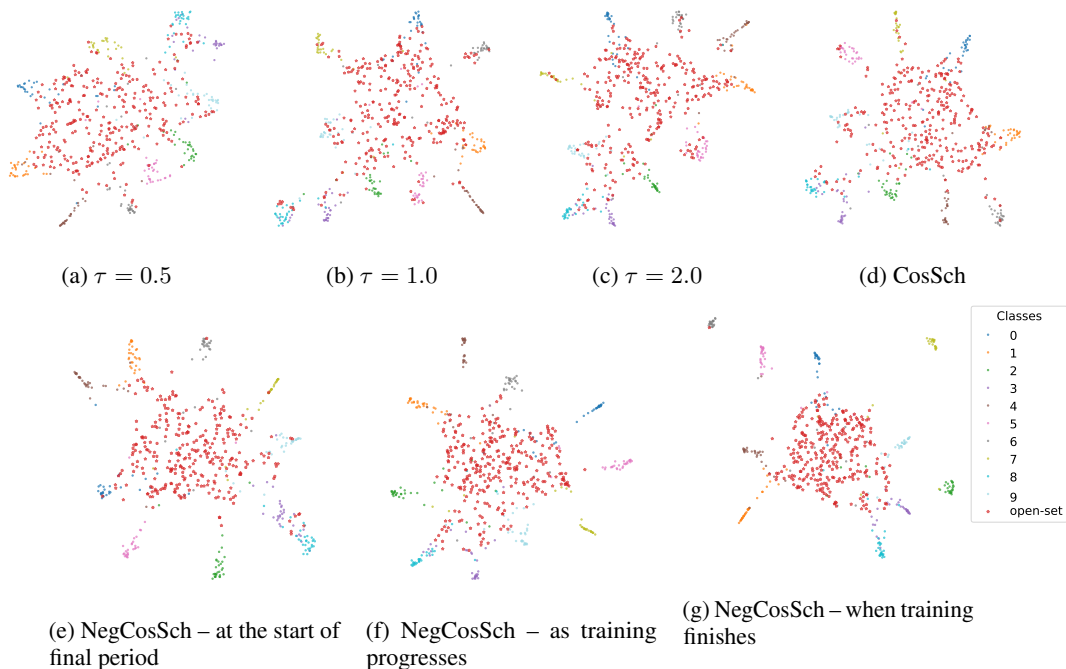 (a) τ = 0.5
(b) τ = 1.0
(c) τ = 2.0
(d) CosSch
Classes
0
1
2
3
4
5
6
7
8
9
open-set
(e) NegCosSch – at the start of
final period
(f) NegCosSch – as training
progresses
(g) NegCosSch – when training
finishes